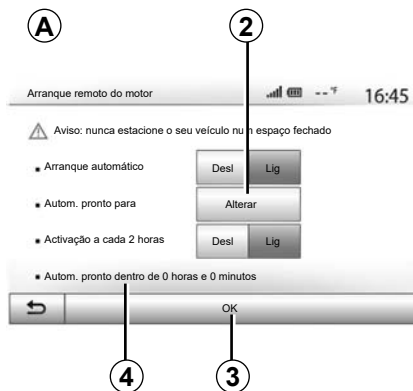 A
2
Arranque remoto do motor
-- °F
16:45
Aviso: nunca estacione o seu veículo num espaço fechado
Arranque automático Desl Lig
Autom. pronto para Alterar
Activação a cada 2 horas Desl Lig
Autom. pronto dentro de 0 horas e 0 minutos
OK
4
3